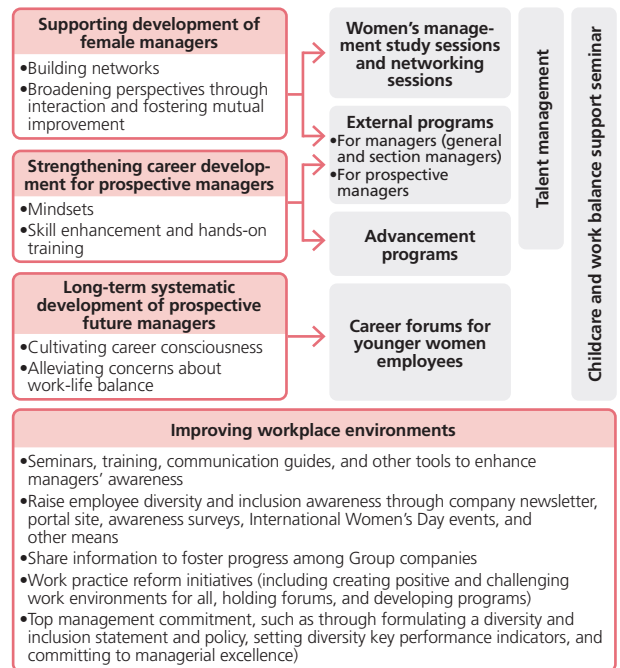 Supporting development of
female managers
•Building networks
•Broadening perspectives through
interaction and fostering mutual
improvement
Strengthening career develop-
ment for prospective managers
•Mindsets
•Skill enhancement and hands-on
training
Long-term systematic
development of prospective
future managers
•Cultivating career consciousness
•Alleviating concerns about
work-life balance
Women’s manage-
ment study sessions
and networking
sessions
External programs
•For managers (general
and section managers)
•For prospective
managers
Advancement
programs
Career forums for
younger women
employees
Talent management
Childcare and work balance support seminar
Improving workplace environments
•Seminars, training, communication guides, and other tools to enhance
managers’ awareness
•Raise employee diversity and inclusion awareness through company newsletter,
portal site, awareness surveys, International Women’s Day events, and
other means
•Share information to foster progress among Group companies
•Work practice reform initiatives (including creating positive and challenging
work environments for all, holding forums, and developing programs)
•Top management commitment, such as through formulating a diversity and
inclusion statement and policy, setting diversity key performance indicators, and
committing to managerial excellence)